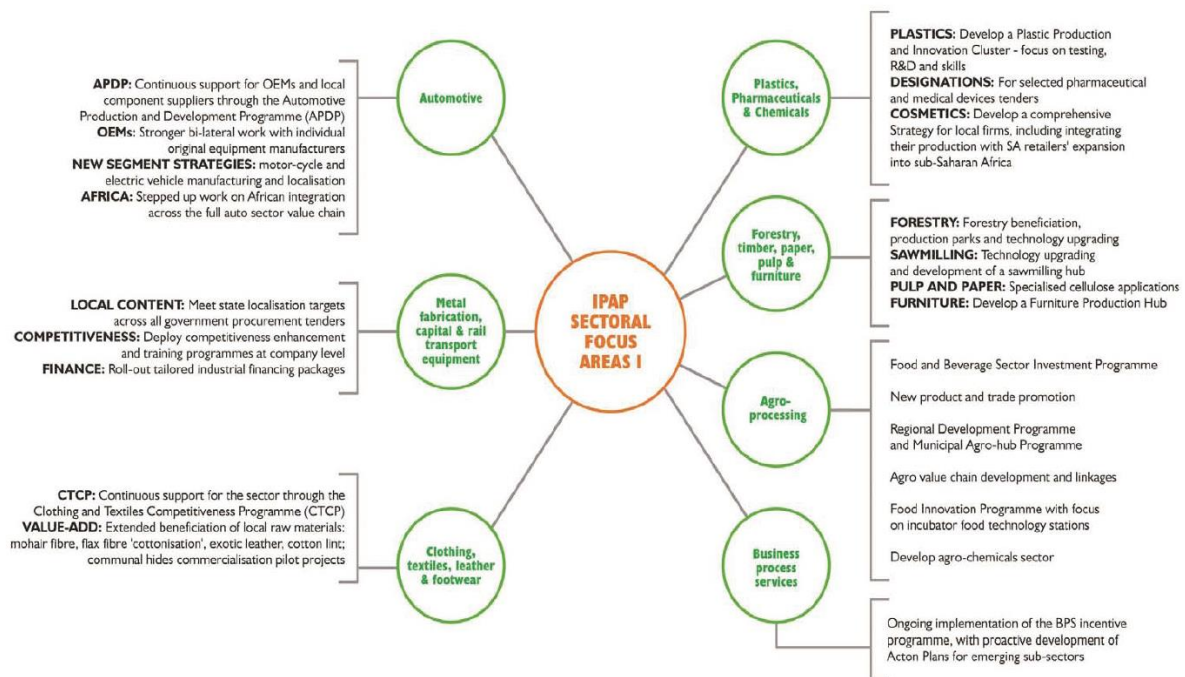 APDP: Continuous support for OEMs and local
component suppliers through the Automotive
Production and Development Programme (APDP)
OEMs: Stronger bi-lateral work with individual
original equipment manufacturers
NEW SEGMENT STRATEGIES: motor-cycle and
electric vehicle manufacturing and localisation
AFRICA: Stepped up work on African integration
across the full auto sector value chain
Automotive
LOCAL CONTENT: Meet state localisation targets
across all government procurement tenders
COMPETITIVENESS: Deploy competitiveness enhancement
and training programmes at company level
FINANCE: Roll-out tailored industrial financing packages
Metal
fabrication,
capital & rail
transport
equipment
CTCP: Continuous support for the sector through the
Clothing and Textiles Competitiveness Programme (CTCP)
VALUE-ADD: Extended beneficiation of local raw materials:
mohair fibre, flax fibre 'cottonisation', exotic leather, cotton lint;
communal hides commercialisation pilot projects
Clothing,
textiles, leather
& footwear
IPAP
SECTORAL
FOCUS
AREAS I
Plastics,
Pharmaceuticals
& Chemicals
PLASTICS: Develop a Plastic Production
and Innovation Cluster - focus on testing,
R&D and skills
DESIGNATIONS: For selected pharmaceutical
and medical devices tenders
COSMETICS: Develop a comprehensive
Strategy for local firms, including integrating
their production with SA retailers' expansion
into sub-Saharan Africa
Forestry,
timber, paper,
pulp &
furniture
FORESTRY: Forestry beneficiation,
production parks and technology upgrading
SAWMILLING: Technology upgrading
and development of a sawmilling hub
PULP AND PAPER: Specialised cellulose applications
FURNITURE: Develop a Furniture Production Hub
Agro-
processing
Food and Beverage Sector Investment Programme
New product and trade promotion
Regional Development Programme
and Municipal Agro-hub Programme
Agro value chain development and linkages
Food Innovation Programme with focus
on incubator food technology stations
Develop agro-chemicals sector
Business
process
services
Ongoing implementation of the BPS incentive
programme, with proactive development of
Acton Plans for emerging sub-sectors